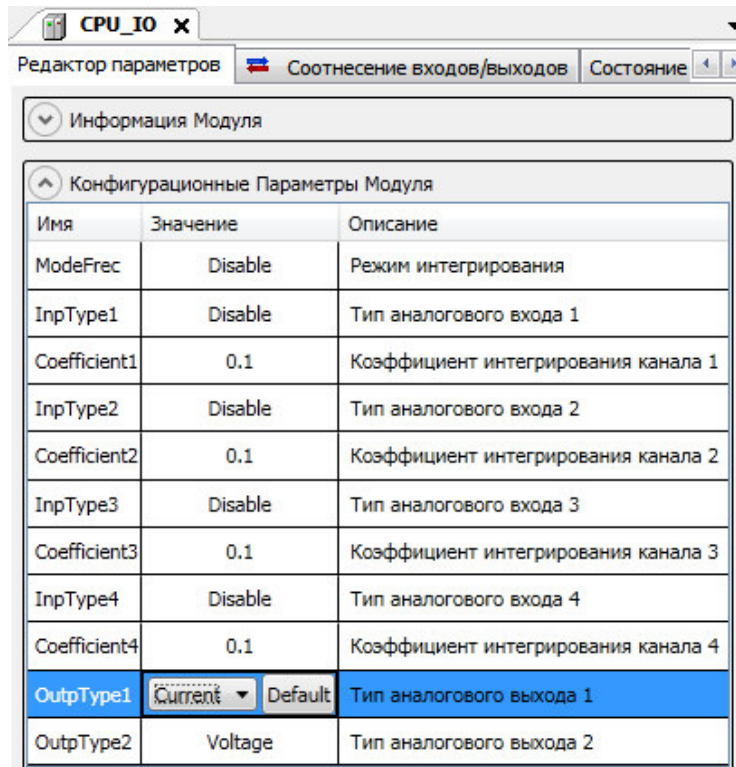 CPU_IO X
Редактор параметров Соотнесение входов/выходов Состояние
Информация Модуля
Конфигурационные Параметры Модуля
Имя Значение Описание
ModeFrec Disable Режим интегрирования
InpType1 Disable Тип аналогового входа 1
Coefficient1 0.1 Коэффициент интегрирования канала 1
InpType2 Disable Тип аналогового входа 2
Coefficient2 0.1 Коэффициент интегрирования канала 2
InpType3 Disable Тип аналогового входа 3
Coefficient3 0.1 Коэффициент интегрирования канала 3
InpType4 Disable Тип аналогового входа 4
Coefficient4 0.1 Коэффициент интегрирования канала 4
OutpType1 Current Default Тип аналогового выхода 1
OutpType2 Voltage Тип аналогового выхода 2